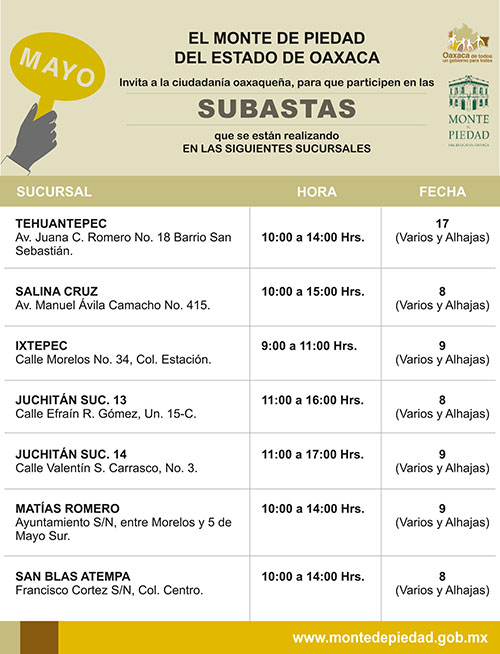 EL MONTE DE PIEDAD
DEL ESTADO DE OAXACA
MAYO
Oaxaca de todos
un gobierno para todos
Invita a la ciudadanía oaxaqueña, para que participen en las
SUBASTAS
que se están realizando
EN LAS SIGUIENTES SUCURSALES
MONTE
DE
PIEDAD
SUCURSAL HORA FECHA
TEHUANTEPEC
Av. Juana C. Romero No. 18 Barrio San
Sebastián.
10:00 a 14:00 Hrs.
17
(Varios y Alhajas)
SALINA CRUZ
Av. Manuel Ávila Camacho No. 415.
10:00 a 15:00 Hrs.
8
(Varios y Alhajas)
IXTEPEC
Calle Morelos No. 34, Col. Estación.
9:00 a 11:00 Hrs.
9
(Varios y Alhajas)
JUCHITÁN SUC. 13
Calle Efraín R. Gómez, Un. 15-C.
11:00 a 16:00 Hrs.
8
(Varios y Alhajas)
JUCHITÁN SUC. 14
Calle Valentín S. Carrasco, No. 3.
11:00 a 17:00 Hrs.
9
(Varios y Alhajas)
MATÍAS ROMERO
Ayuntamiento S/N, entre Morelos y 5 de
Mayo Sur.
10:00 a 14:00 Hrs.
9
(Varios y Alhajas)
SAN BLAS ATEMPA
Francisco Cortez S/N, Col. Centro.
10:00 a 14:00 Hrs.
8
(Varios y Alhajas)
www.montedepiedad.gob.mx